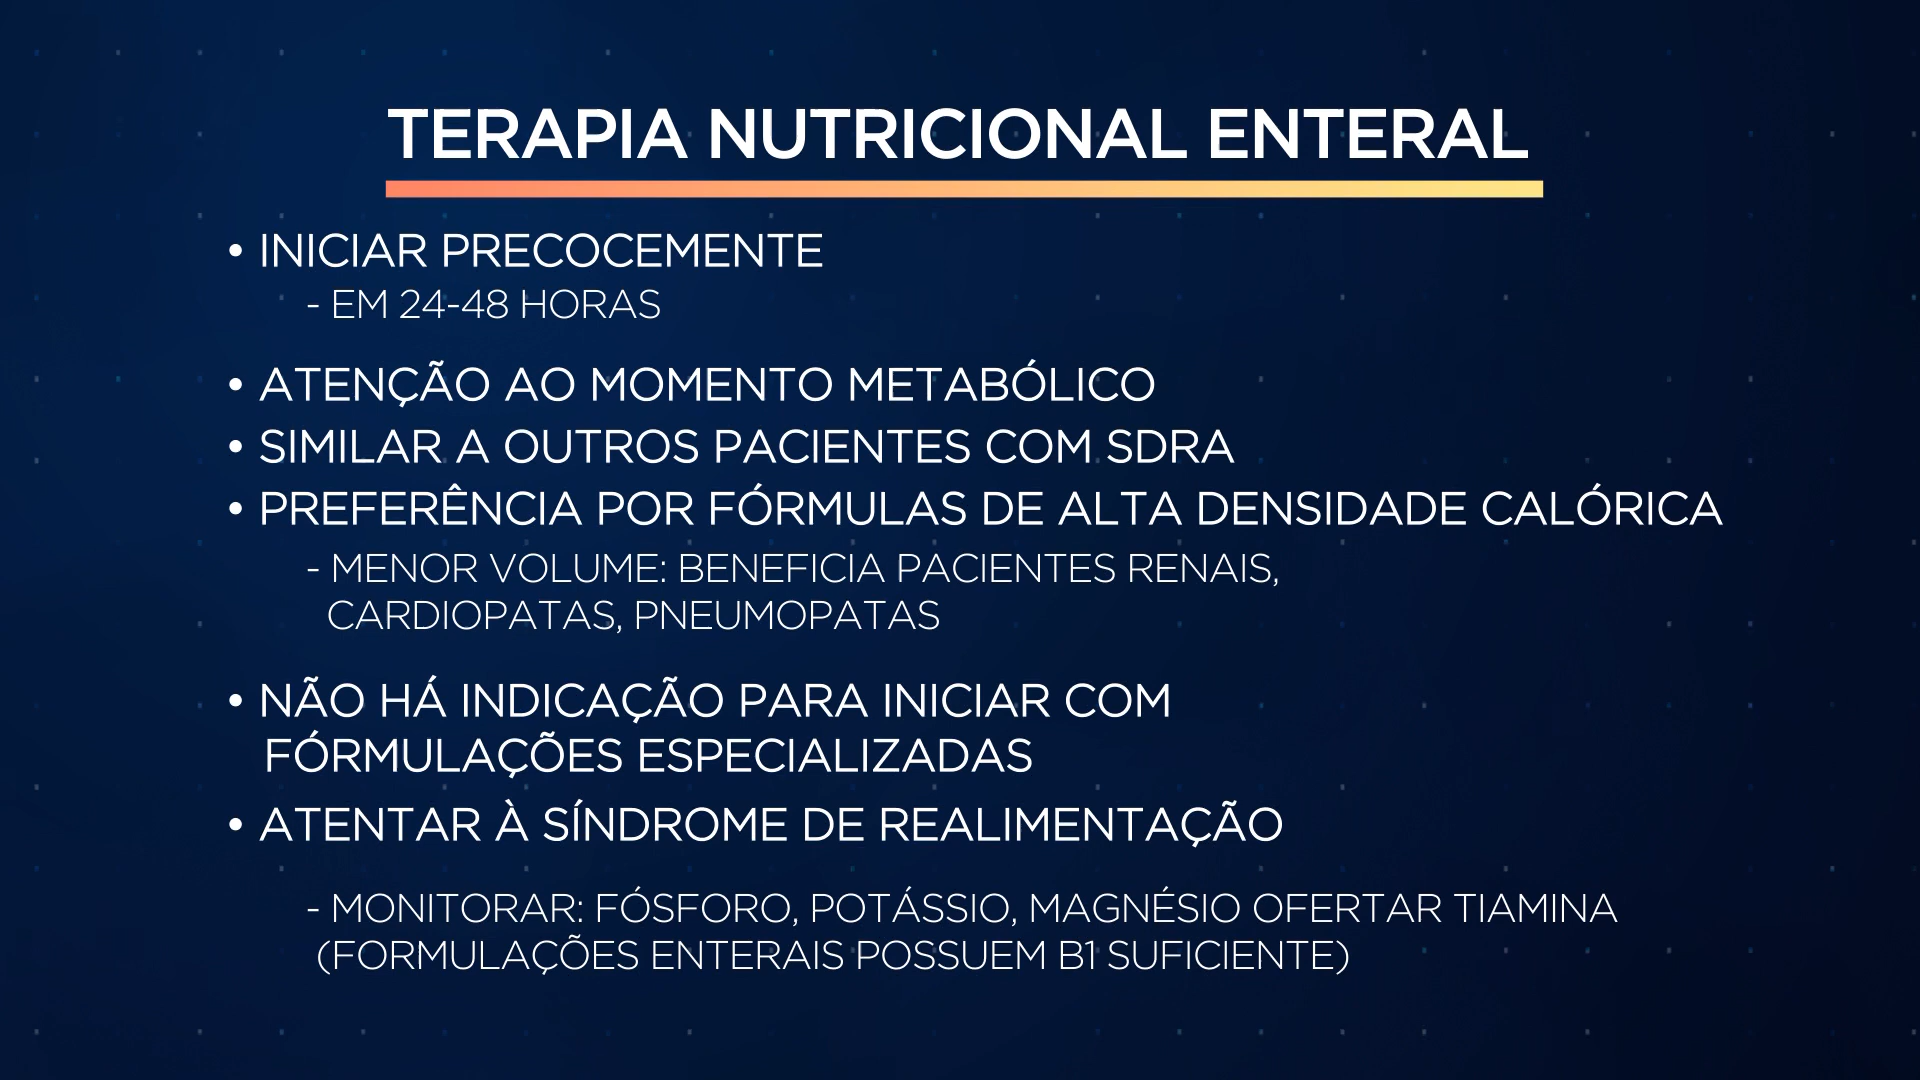 TERAPIA NUTRICIONAL ENTERAL
• INICIAR PRECOCEMENTE
- EM 24-48 HORAS
• ATENÇÃO AO MOMENTO METABÓLICO
• SIMILAR A OUTROS PACIENTES COM SDRA
• PREFERÊNCIA POR FÓRMULAS DE ALTA DENSIDADE CALÓRICA
- MENOR VOLUME: BENEFICIA PACIENTES RENAIS,
CARDIOPATAS, PNEUMOPATAS
• NÃO HÁ INDICAÇÃO PARA INICIAR COM
FÓRMULAÇÕES ESPECIALIZADAS
• ATENTAR À SÍNDROME DE REALIMENTAÇÃO
- MONITORAR: FÓSFORO, POTÁSSIO, MAGNÉSIO OFERTAR TIAMINA
(FORMULAÇÕES ENTERAIS POSSUEM B1 SUFICIENTE)